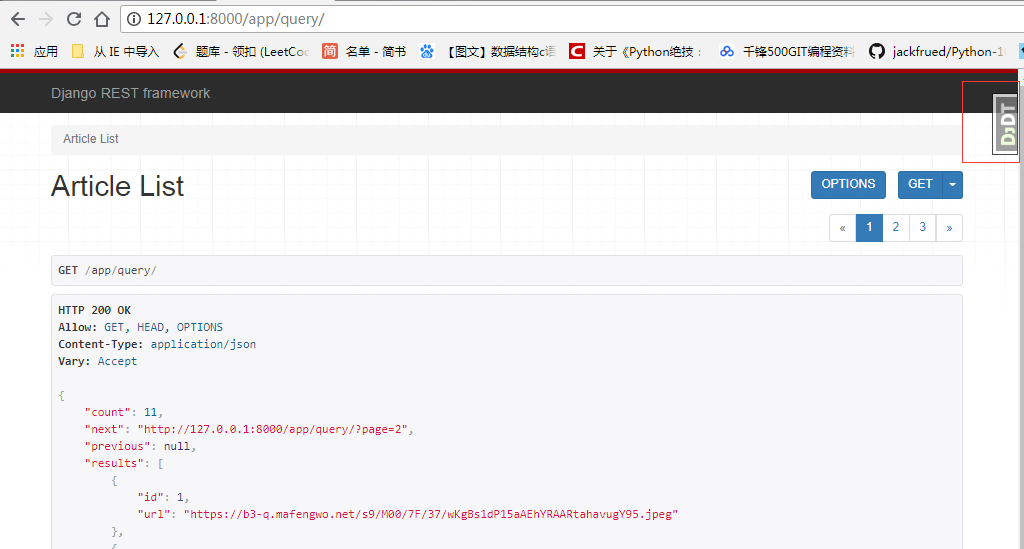 127.0.0.1:8000/app/query/
应用 从 IE 中导入 题库 - 领扣 (LeetCoc 简 名单 - 简书 【图文】数据结构c语 C 关于《Python绝技: 千锋500GIT编程资料 jackfrued/Python-1
Django REST framework
DJDT
Article List
Article List
OPTIONS GET
« 1 2 3 »
GET /app/query/
HTTP 200 OK
Allow: GET, HEAD, OPTIONS
Content-Type: application/json
Vary: Accept
{
"count": 11,
"next": "http://127.0.0.1:8000/app/query/?page=2",
"previous": null,
"results": [
{
"id": 1,
"url": "https://b3-q.mafengwo.net/s9/M00/7F/37/wKgBs1dP15aAEhYRAARtahavugY95.jpeg"
},